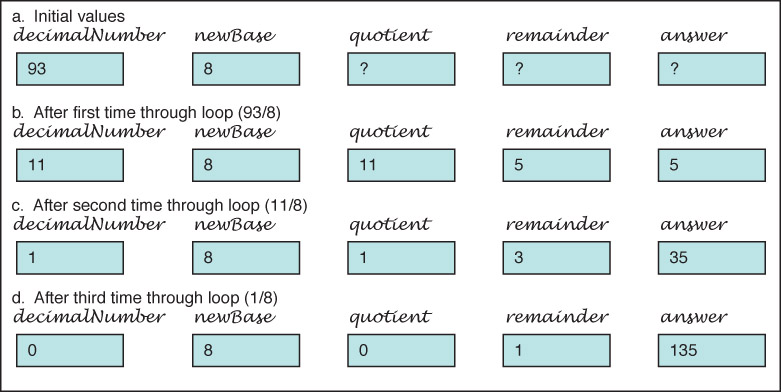 a. Initial values
decimalNumber newBase quotient remainder answer
93 8 ? ? ?
b. After first time through loop (93/8)
decimalNumber newBase quotient remainder answer
11 8 11 5 5
c. After second time through loop (11/8)
decimalNumber newBase quotient remainder answer
1 8 1 3 35
d. After third time through loop (1/8)
decimalNumber newBase quotient remainder answer
0 8 0 1 135